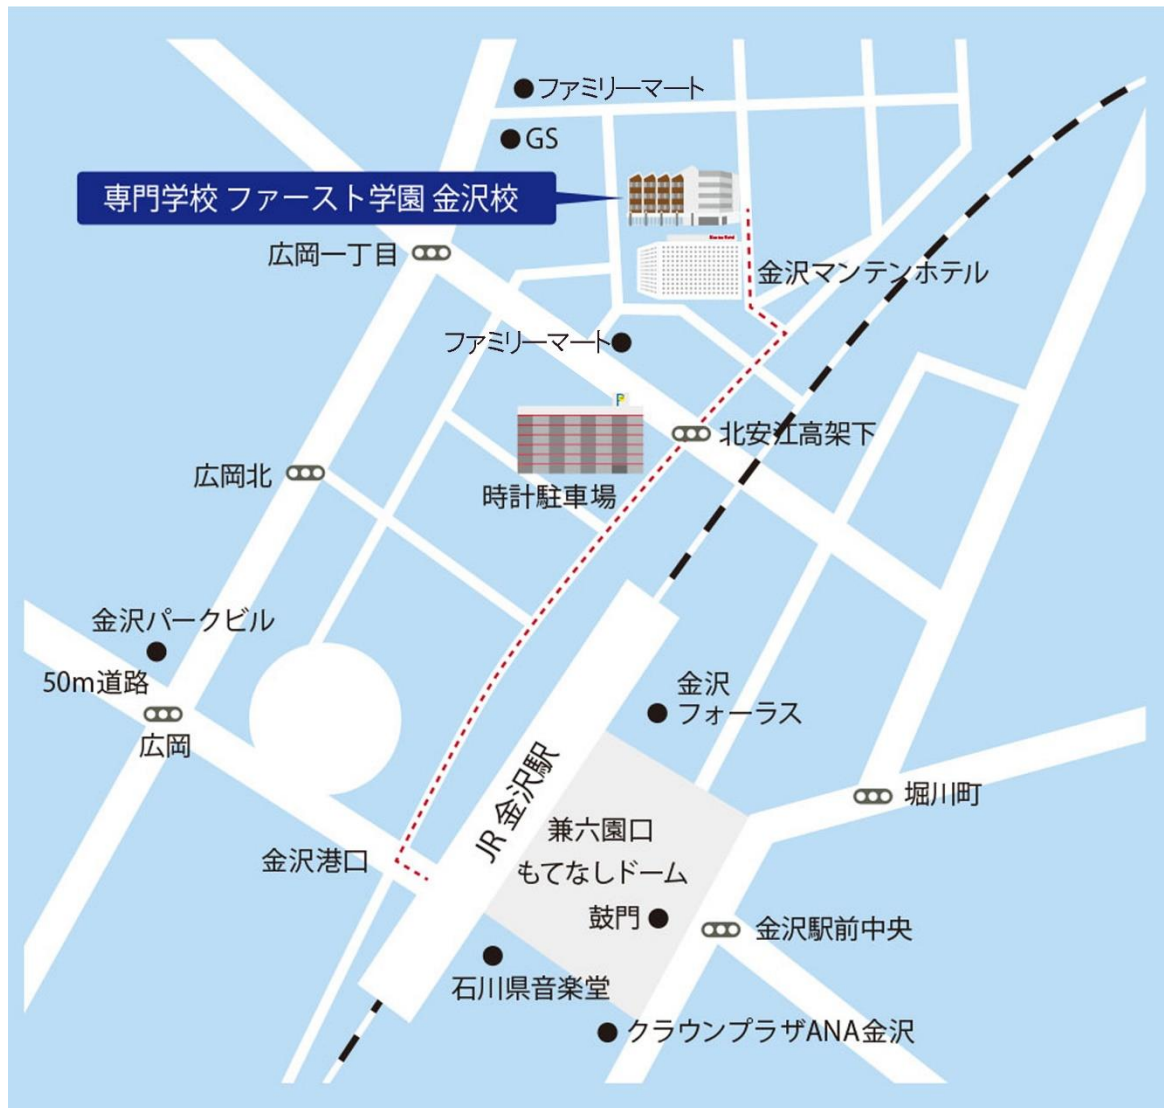 ファミリーマート
GS
専門学校 ファースト学園 金沢校
広岡一丁目
金沢マンテンホテル
ファミリーマート
P
北安江高架下
広岡北
時計駐車場
金沢パークビル
50m道路
広岡
金沢
フォーラス
JR 金沢駅
堀川町
兼六園口
もてなしドーム
金沢港口
鼓門
金沢駅前中央
石川県音楽堂
クラウンプラザANA金沢